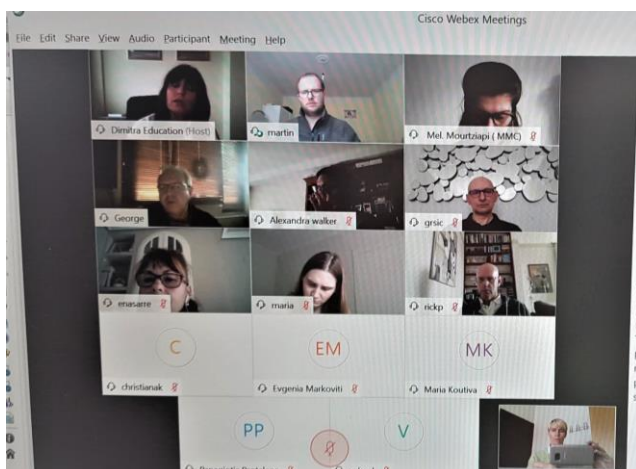 Cisco Webex Meetings
File Edit Share View Audio Participant Meeting Help
Dimitra Education (Host)
martin
Mel. Mourtziapi ( MMC)
George
Alexandra walker
grsic
enasarre
maria
rickp
C
EM
MK
christianak
Evgenia Markoviti
Maria Koutiva
PP
V